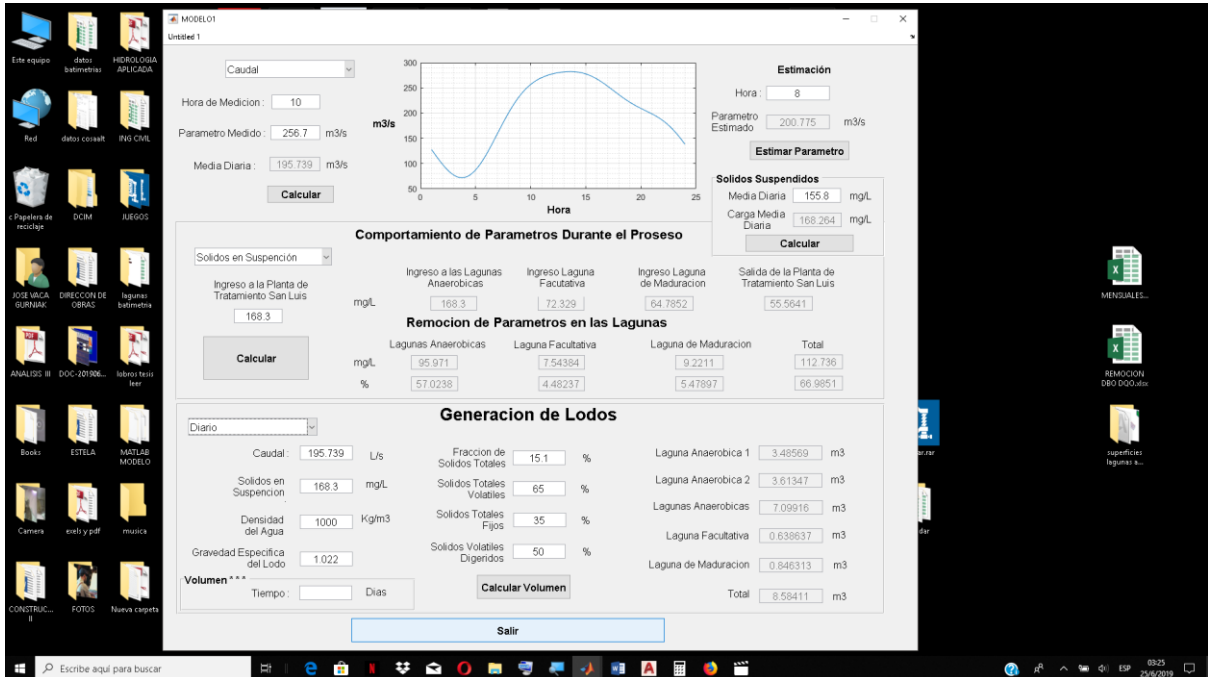 MODELO1
Untitled 1
Este equipo
datos batimetrias
HIDROLOGIA APLICADA
Red
datos cosaalt
ING CIVIL
c Papelera de reciclaje
DCIM
JUEGOS
JOSE VACA GURNIAK
DIRECCON DE OBRAS
lagunas batimetria
ANALISIS III
DOC-201906...
lobros tesis leer
Books
ESTELA
MATLAB MODELO
Camera
exels y pdf
musica
CONSTRUC... II
FOTOS
Nueva carpeta
Caudal
Hora de Medicion : 10
Parametro Medido : 256.7 m3/s
Media Diaria : 195.739 m3/s
Calcular
m3/s
300
250
200
150
100
50
0 5 10 15 20 25
Hora
Estimación
Hora : 8
Parametro Estimado 200.775 m3/s
Estimar Parametro
Solidos Suspendidos
Media Diaria 155.8 mg/L
Carga Media Diaria 168.264 mg/L
Calcular
Comportamiento de Parametros Durante el Proseso
Solidos en Suspención
Ingreso a la Planta de Tratamiento San Luis
168.3
Calcular
Ingreso a las Lagunas Anaerobicas
Ingreso Laguna Facutativa
Ingreso Laguna de Maduracion
Salida de la Planta de Tratamiento San Luis
mg/L 168.3 72.329 64.7852 55.5641
Remocion de Parametros en las Lagunas
Lagunas Anaerobicas
Laguna Facultativa
Laguna de Maduracion
Total
mg/L 95.971 7.54384 9.2211 112.736
% 57.0238 4.48237 5.47897 66.9851
Generacion de Lodos
Diario
Caudal : 195.739 L/s
Solidos en Suspencion 168.3 mg/L
Densidad del Agua 1000 Kg/m3
Gravedad Especifica del Lodo 1.022
Volumen ^^^
Tiempo : Dias
Fraccion de Solidos Totales 15.1 %
Solidos Totales Volatiles 65 %
Solidos Totales Fijos 35 %
Solidos Volatiles Digeridos 50 %
Calcular Volumen
Laguna Anaerobica 1 3.48569 m3
Laguna Anaerobica 2 3.61347 m3
Lagunas Anaerobicas 7.09916 m3
Laguna Facultativa 0.638637 m3
Laguna de Maduracion 0.846313 m3
Total 8.58411 m3
Salir
MENSUALES...
REMOCION DBO DQO.xlsx
superficies lagunas a...
ar.rar
dar
Escribe aquí para buscar
ESP
03:25
25/6/2019